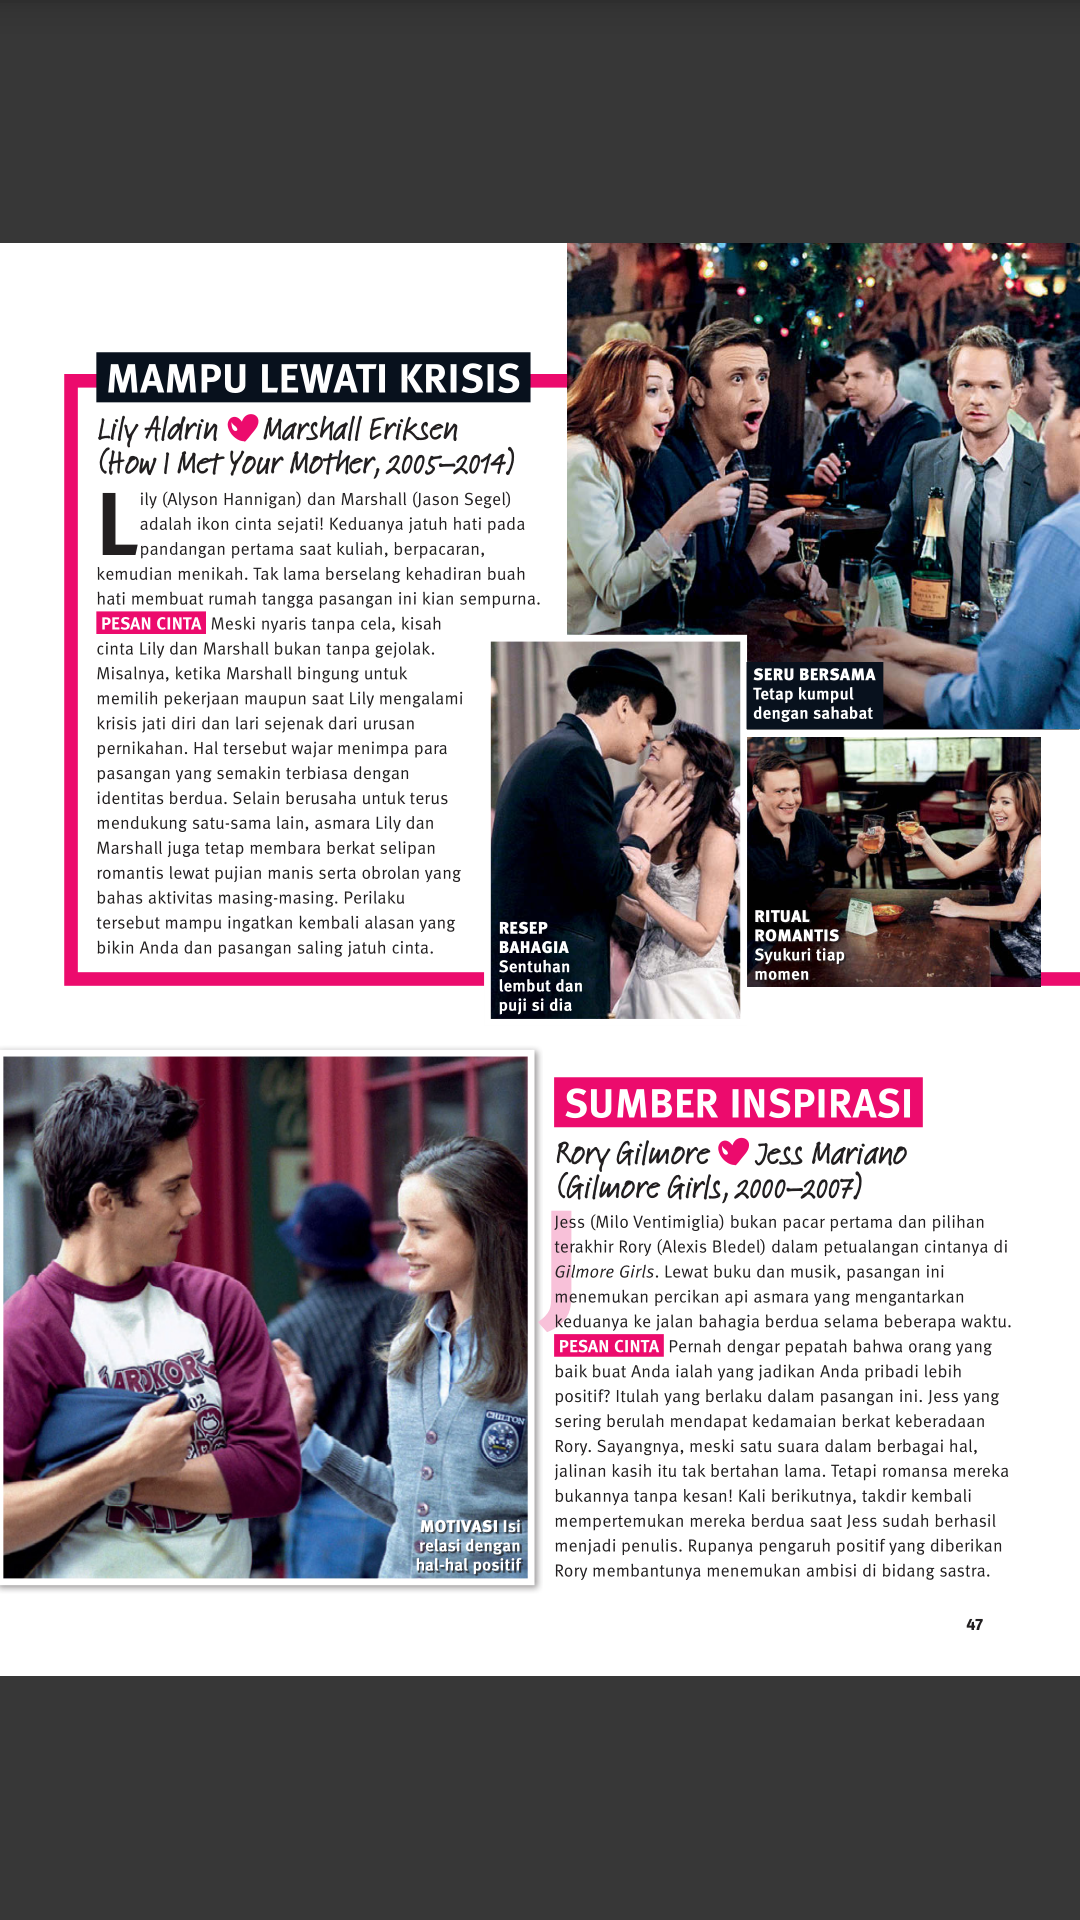 MAMPU LEWATI KRISIS
Lily Aldrin Marshall Eriksen
(How I Met Your Mother, 2005–2014)
Lily (Alyson Hannigan) dan Marshall (Jason Segel)
adalah ikon cinta sejati! Keduanya jatuh hati pada
pandangan pertama saat kuliah, berpacaran,
kemudian menikah. Tak lama berselang kehadiran buah
hati membuat rumah tangga pasangan ini kian sempurna.
PESAN CINTA Meski nyaris tanpa cela, kisah
cinta Lily dan Marshall bukan tanpa gejolak.
Misalnya, ketika Marshall bingung untuk
memilih pekerjaan maupun saat Lily mengalami
krisis jati diri dan lari sejenak dari urusan
pernikahan. Hal tersebut wajar menimpa para
pasangan yang semakin terbiasa dengan
identitas berdua. Selain berusaha untuk terus
mendukung satu-sama lain, asmara Lily dan
Marshall juga tetap membara berkat selipan
romantis lewat pujian manis serta obrolan yang
bahas aktivitas masing-masing. Perilaku
tersebut mampu ingatkan kembali alasan yang
bikin Anda dan pasangan saling jatuh cinta.
SERU BERSAMA
Tetap kumpul
dengan sahabat
RESEP
BAHAGIA
Sentuhan
lembut dan
puji si dia
RITUAL
ROMANTIS
Syukuri tiap
momen
CHILTON
MOTIVASI Isi
relasi dengan
hal-hal positif
SUMBER INSPIRASI
Rory Gilmore Jess Mariano
(Gilmore Girls, 2000–2007)
Jess (Milo Ventimiglia) bukan pacar pertama dan pilihan
terakhir Rory (Alexis Bledel) dalam petualangan cintanya di
Gilmore Girls. Lewat buku dan musik, pasangan ini
menemukan percikan api asmara yang mengantarkan
keduanya ke jalan bahagia berdua selama beberapa waktu.
PESAN CINTA Pernah dengar pepatah bahwa orang yang
baik buat Anda ialah yang jadikan Anda pribadi lebih
positif? Itulah yang berlaku dalam pasangan ini. Jess yang
sering berulah mendapat kedamaian berkat keberadaan
Rory. Sayangnya, meski satu suara dalam berbagai hal,
jalinan kasih itu tak bertahan lama. Tetapi romansa mereka
bukannya tanpa kesan! Kali berikutnya, takdir kembali
mempertemukan mereka berdua saat Jess sudah berhasil
menjadi penulis. Rupanya pengaruh positif yang diberikan
Rory membantunya menemukan ambisi di bidang sastra.
47